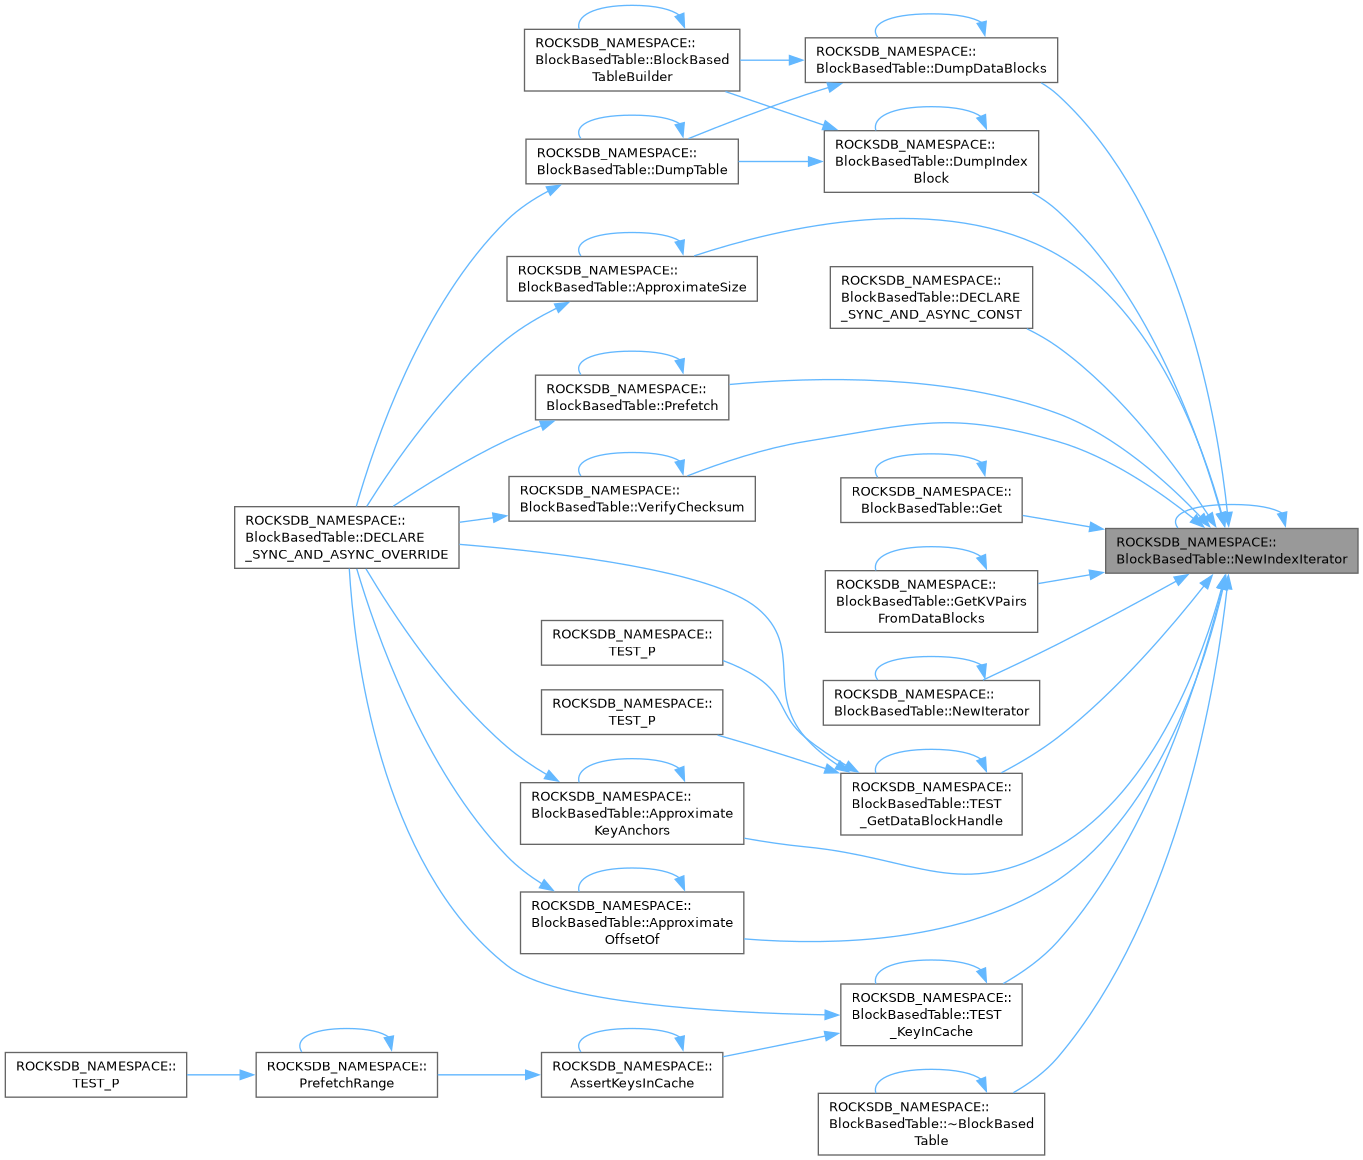 ROCKSDB_NAMESPACE::
BlockBasedTable::BlockBased
TableBuilder
ROCKSDB_NAMESPACE::
BlockBasedTable::DumpDataBlocks
ROCKSDB_NAMESPACE::
BlockBasedTable::DumpTable
ROCKSDB_NAMESPACE::
BlockBasedTable::DumpIndex
Block
ROCKSDB_NAMESPACE::
BlockBasedTable::ApproximateSize
ROCKSDB_NAMESPACE::
BlockBasedTable::DECLARE
_SYNC_AND_ASYNC_CONST
ROCKSDB_NAMESPACE::
BlockBasedTable::Prefetch
ROCKSDB_NAMESPACE::
BlockBasedTable::VerifyChecksum
ROCKSDB_NAMESPACE::
BlockBasedTable::Get
ROCKSDB_NAMESPACE::
BlockBasedTable::DECLARE
_SYNC_AND_ASYNC_OVERRIDE
ROCKSDB_NAMESPACE::
BlockBasedTable::NewIndexIterator
ROCKSDB_NAMESPACE::
BlockBasedTable::GetKVPairs
FromDataBlocks
ROCKSDB_NAMESPACE::
TEST_P
ROCKSDB_NAMESPACE::
BlockBasedTable::NewIterator
ROCKSDB_NAMESPACE::
TEST_P
ROCKSDB_NAMESPACE::
BlockBasedTable::TEST
_GetDataBlockHandle
ROCKSDB_NAMESPACE::
BlockBasedTable::Approximate
KeyAnchors
ROCKSDB_NAMESPACE::
BlockBasedTable::Approximate
OffsetOf
ROCKSDB_NAMESPACE::
BlockBasedTable::TEST
_KeyInCache
ROCKSDB_NAMESPACE::
TEST_P
ROCKSDB_NAMESPACE::
PrefetchRange
ROCKSDB_NAMESPACE::
AssertKeysInCache
ROCKSDB_NAMESPACE::
BlockBasedTable::~BlockBased
Table